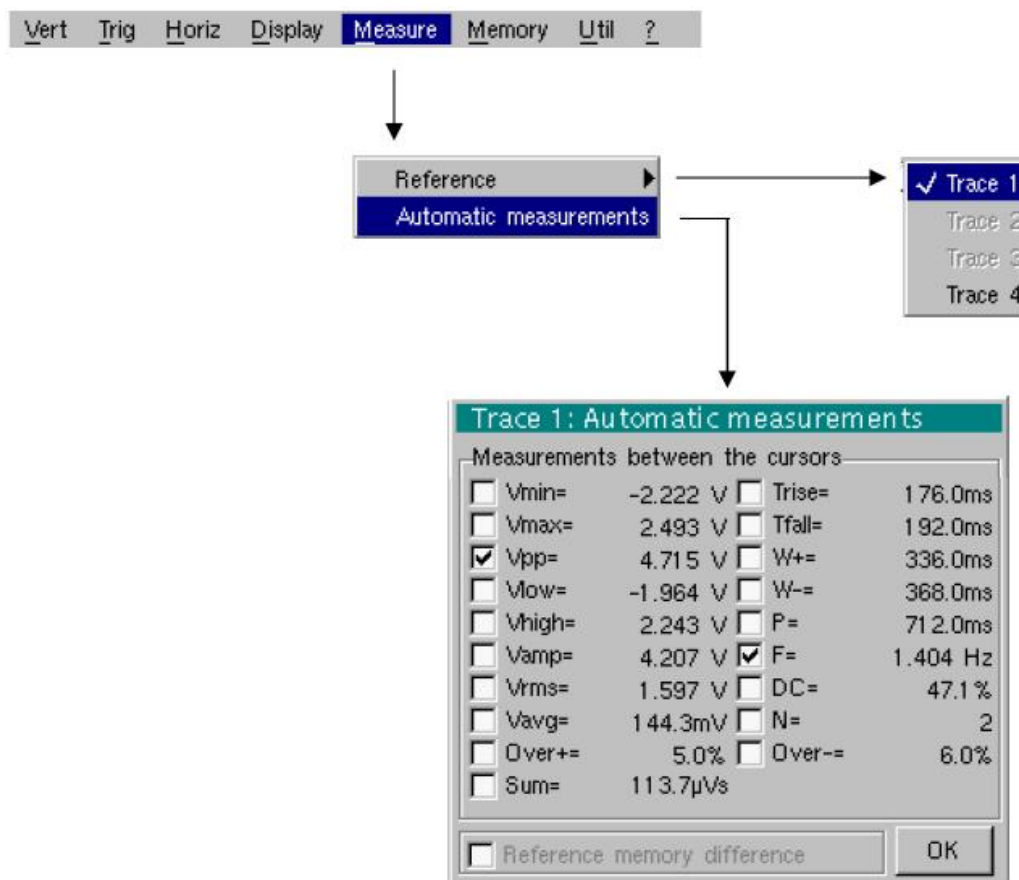 Vert Trig Horiz Display Measure Memory Util ?
Reference
Automatic measurements
Trace 1
Trace 2
Trace 3
Trace 4
Trace 1: Automatic measurements
Measurements between the cursors
Vmin= -2.222 V Trise= 176.0ms
Vmax= 2.493 V Tfall= 192.0ms
Vpp= 4.715 V W+= 336.0ms
Vlow= -1.964 V W-= 368.0ms
Vhigh= 2.243 V P= 712.0ms
Vamp= 4.207 V F= 1.404 Hz
Vrms= 1.597 V DC= 47.1%
Vavg= 144.3mV N= 2
Over+= 5.0% Over-= 6.0%
Sum= 113.7µVs
Reference memory difference OK